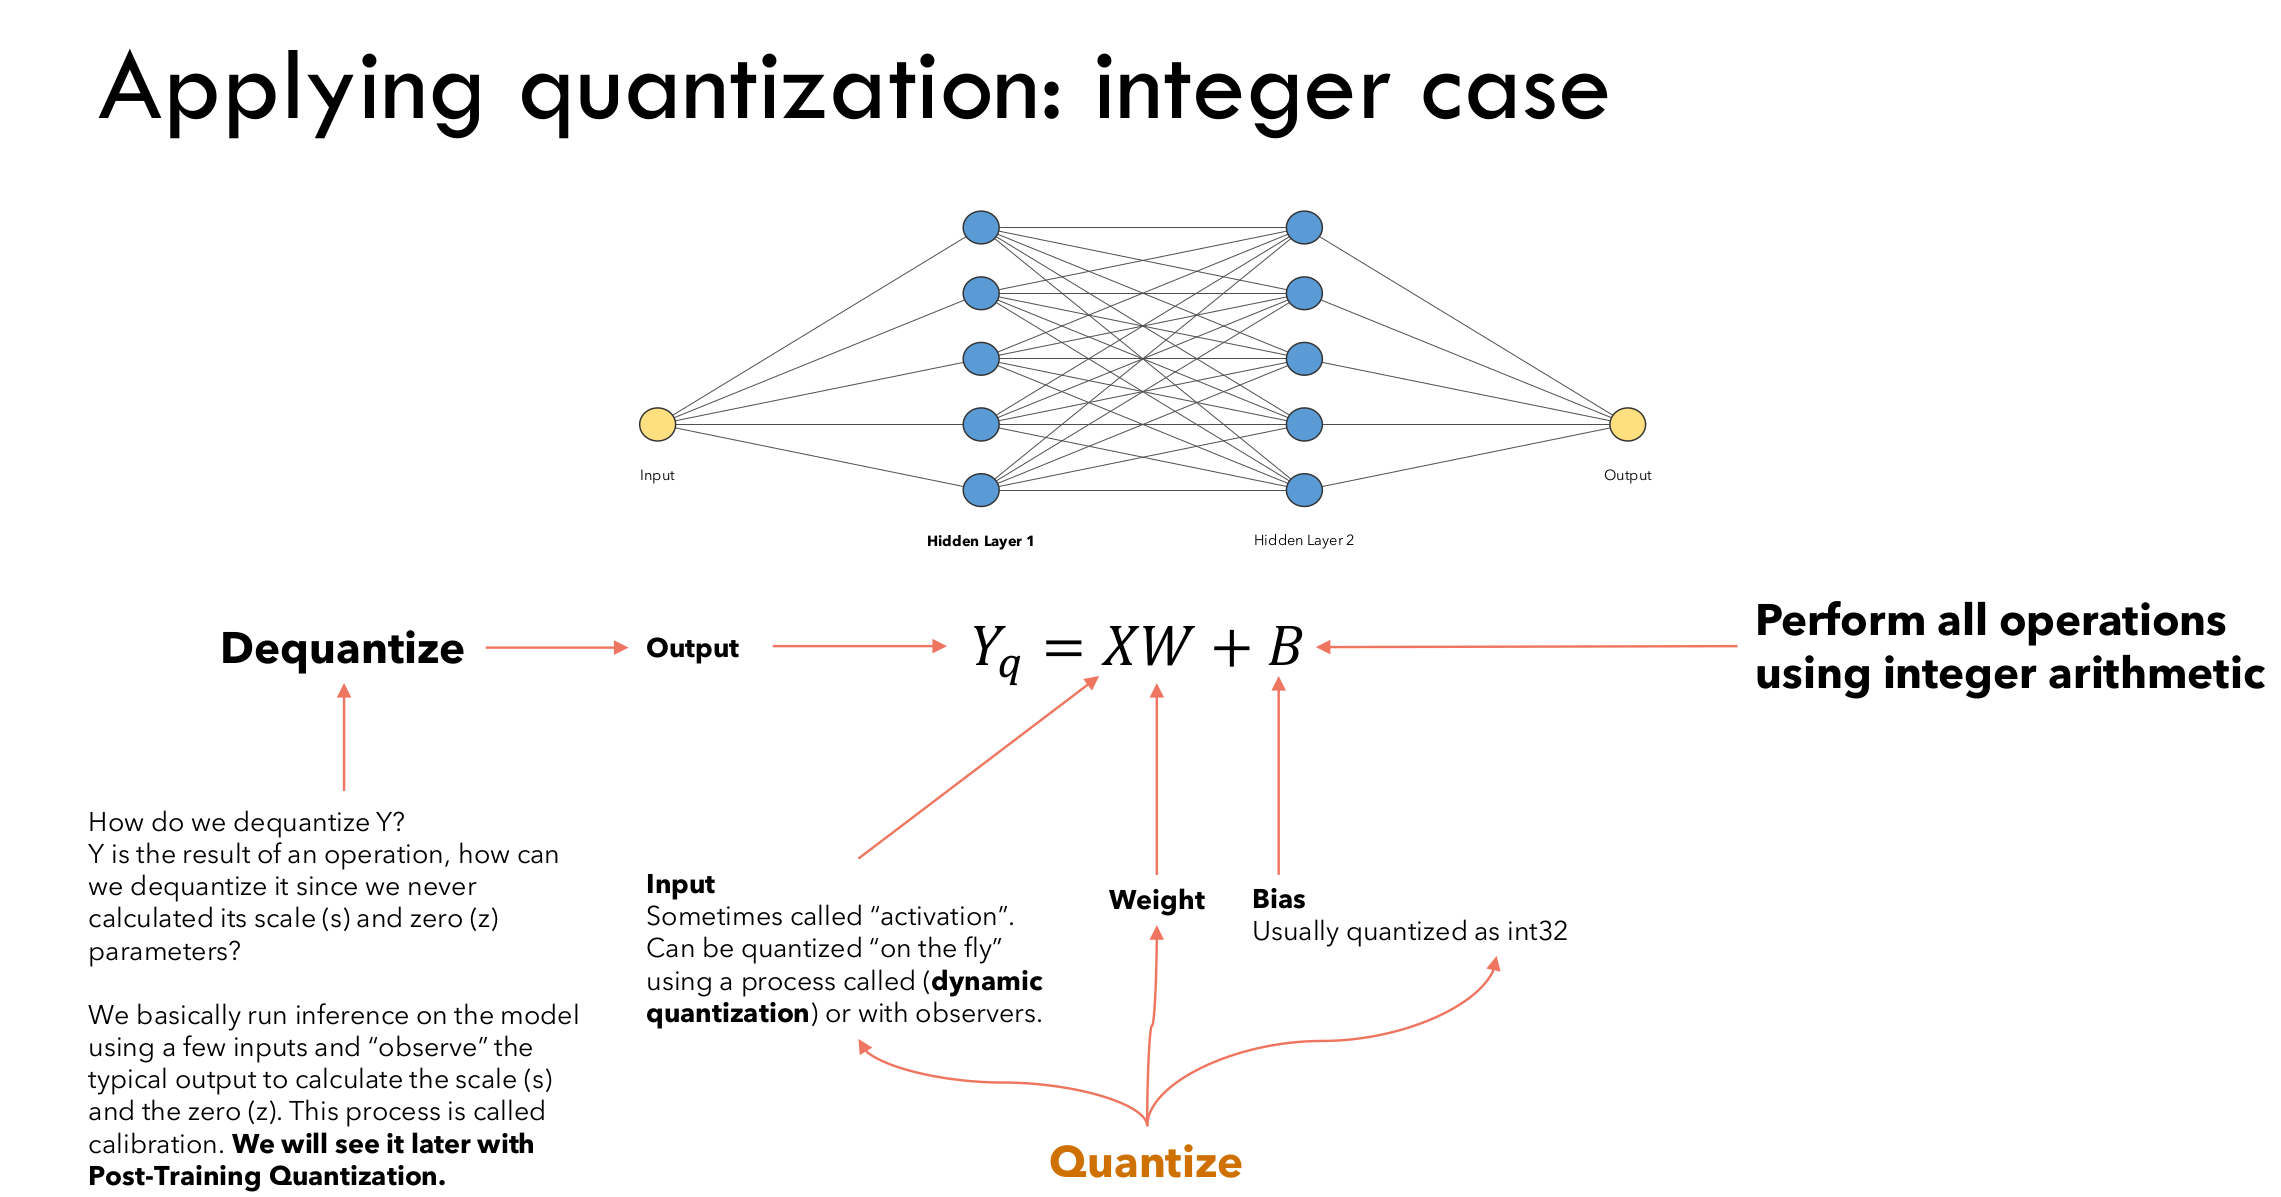 Applying quantization: integer case
Input
Output
Hidden Layer 1
Hidden Layer 2
Dequantize
Output
Y_q = XW + B
Perform all operations
using integer arithmetic
How do we dequantize Y?
Y is the result of an operation, how can
we dequantize it since we never
calculated its scale (s) and zero (z)
parameters?
We basically run inference on the model
using a few inputs and “observe” the
typical output to calculate the scale (s)
and the zero (z). This process is called
calibration. We will see it later with
Post-Training Quantization.
Input
Sometimes called “activation”.
Can be quantized “on the fly”
using a process called (dynamic
quantization) or with observers.
Weight
Bias
Usually quantized as int32
Quantize